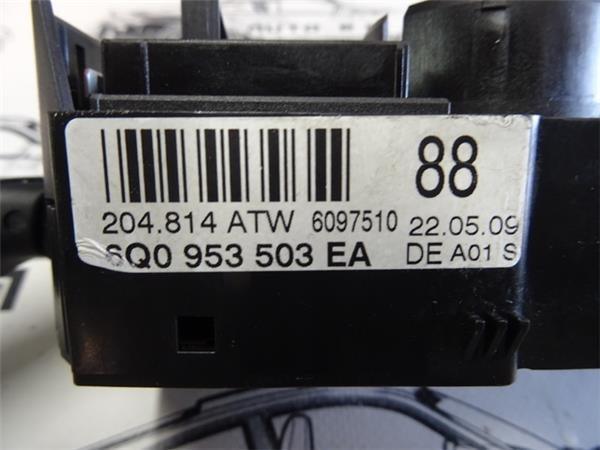 88
204.814 ATW 6097510 22.05.09
6Q0 953 503 EA DE A01 S